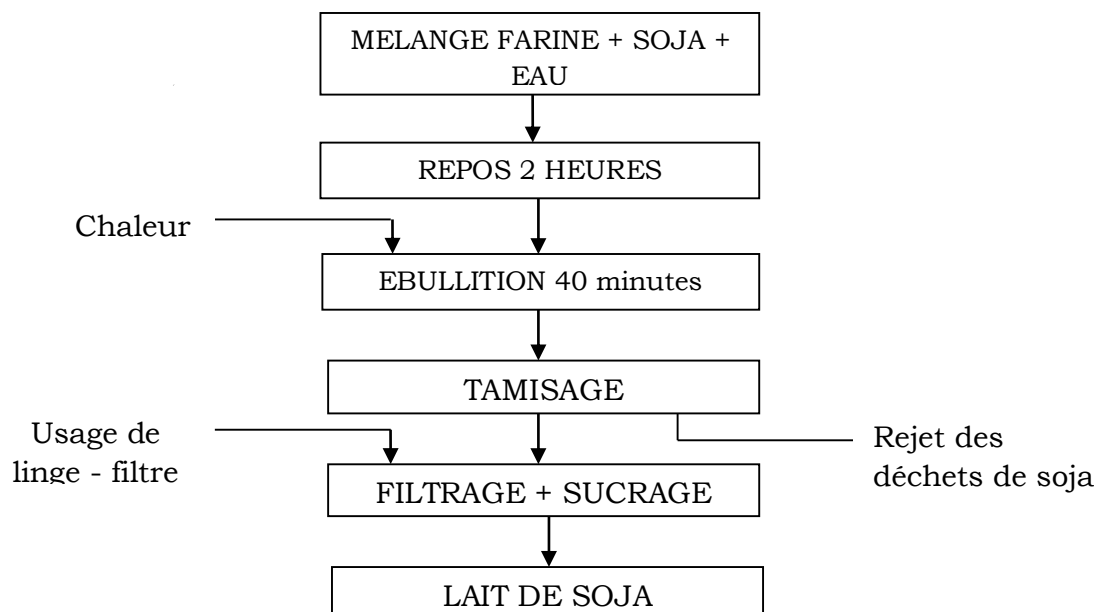 MELANGE FARINE + SOJA +
EAU
REPOS 2 HEURES
Chaleur
EBULLITION 40 minutes
TAMISAGE
Usage de
linge - filtre
Rejet des
déchets de soja
FILTRAGE + SUCRAGE
LAIT DE SOJA